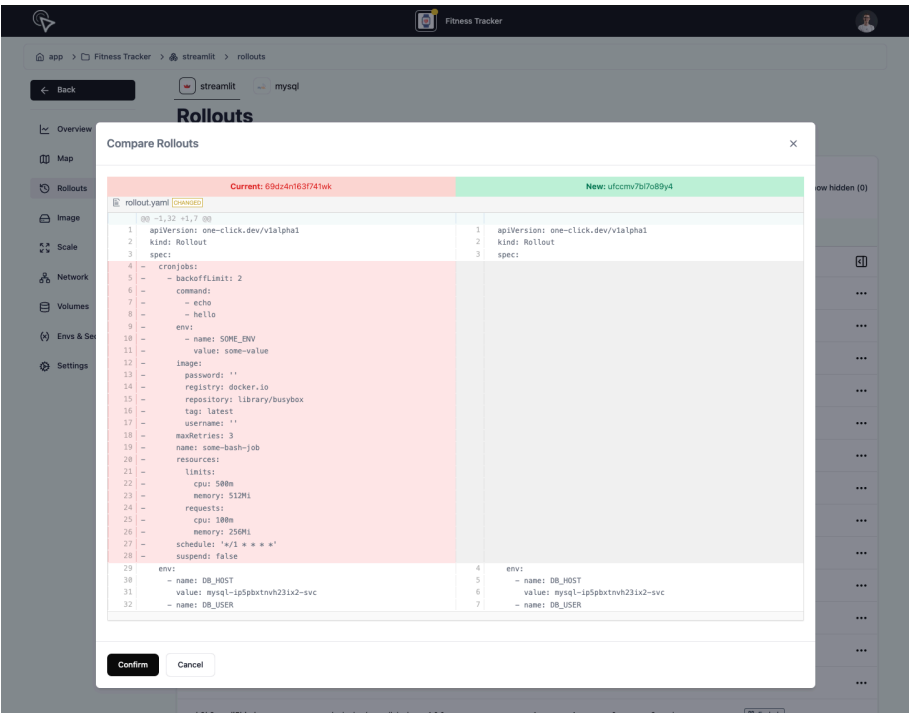 Fitness Tracker
app > Fitness Tracker > streamlit > rollouts
Back
streamlit
mysql
Rollouts
Overview
Map
Rollouts
Image
Scale
Network
Volumes
Envs &
Settings
hidden (0)
Compare Rollouts
Current: 69dz4n163f741wk
New: ufccmv7bl7o89y4
rollout.yaml CHANGED
@@ -1,32 +1,7 @@
1 apiVersion: one-click.dev/v1alpha1
2 kind: Rollout
3 spec:
4 - cronjobs:
5 - - backoffLimit: 2
6 - command:
7 - - echo
8 - - hello
9 - env:
10 - - name: SOME_ENV
11 - value: some-value
12 - image:
13 - password: ''
14 - registry: docker.io
15 - repository: library/busybox
16 - tag: latest
17 - username: ''
18 - maxRetries: 3
19 - name: some-bash-job
20 - resources:
21 - limits:
22 - cpu: 500m
23 - memory: 512Mi
24 - requests:
25 - cpu: 100m
26 - memory: 256Mi
27 - schedule: '*/1 * * * *'
28 - suspend: false
29 env:
30 - name: DB_HOST
31 value: mysql-ip5pbxtnvh23ix2-svc
32 - name: DB_USER
1 apiVersion: one-click.dev/v1alpha1
2 kind: Rollout
3 spec:
4 env:
5 - name: DB_HOST
6 value: mysql-ip5pbxtnvh23ix2-svc
7 - name: DB_USER
Confirm
Cancel